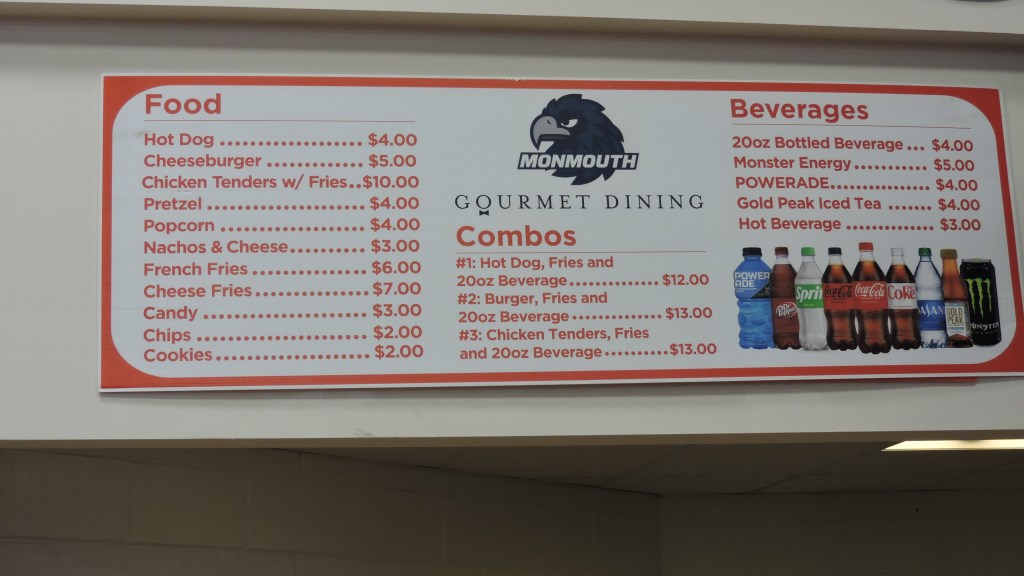 Food
Hot Dog ...................... $4.00
Cheeseburger ............... $5.00
Chicken Tenders w/ Fries..$10.00
Pretzel ........................ $4.00
Popcorn ...................... $4.00
Nachos & Cheese............ $3.00
French Fries .................. $6.00
Cheese Fries.................. $7.00
Candy .......................... $3.00
Chips ........................... $2.00
Cookies ........................ $2.00
MONMOUTH
GOURMET DINING
Combos
#1: Hot Dog, Fries and
20oz Beverage............... $12.00
#2: Burger, Fries and
20oz Beverage ............... $13.00
#3: Chicken Tenders, Fries
and 20oz Beverage...........$13.00
Beverages
20oz Bottled Beverage ... $4.00
Monster Energy.............. $5.00
POWERADE.................. $4.00
Gold Peak Iced Tea ....... $4.00
Hot Beverage ............... $3.00
POWER
ADE
Dr Pepper
Sprit
Coca-Cola
Coca-Cola
Coke
DASANI
GOLD
PEAK
MONSTER